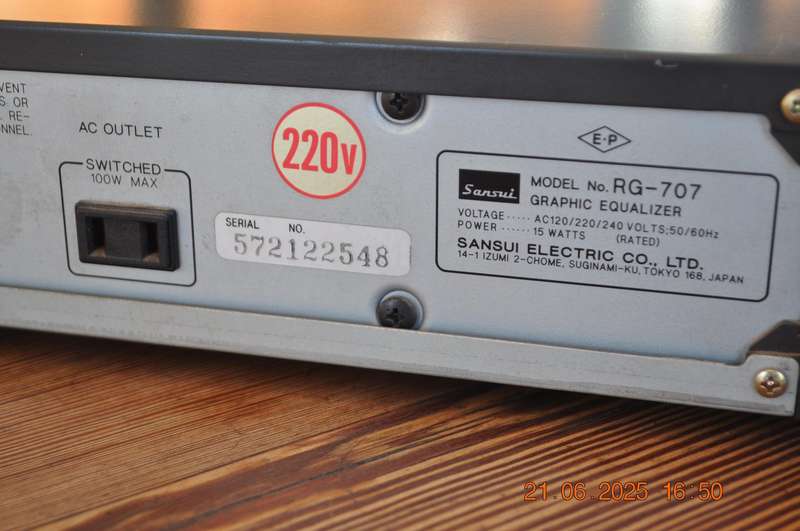 VENT
S OR
RE-
NNEL.
AC OUTLET
SWITCHED
100W MAX
220v
SERIAL NO.
572122548
E·P
Sansui MODEL No. RG-707
GRAPHIC EQUALIZER
VOLTAGE ····· AC120/220/240 VOLTS; 50/60Hz
POWER ····· 15 WATTS (RATED)
SANSUI ELECTRIC CO., LTD.
14-1 IZUMI 2-CHOME, SUGINAMI-KU, TOKYO 168, JAPAN
21.06.2025 16:50